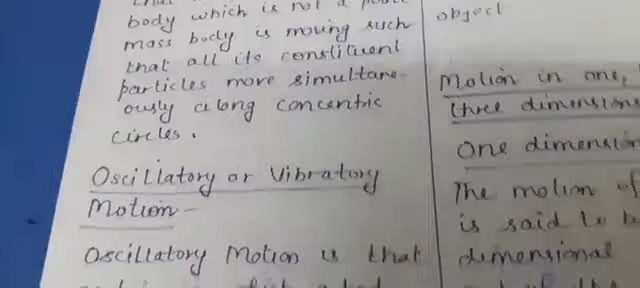 body which is not a point
mass body is moving such
that all its constituent
particles more simultane-
ously along concentric
circles.
Oscillatory or Vibratory
Motion -
Oscillatory Motion is that
object
Motion in one,
three dimensions
One dimension
The motion of
is said to b
dimensional